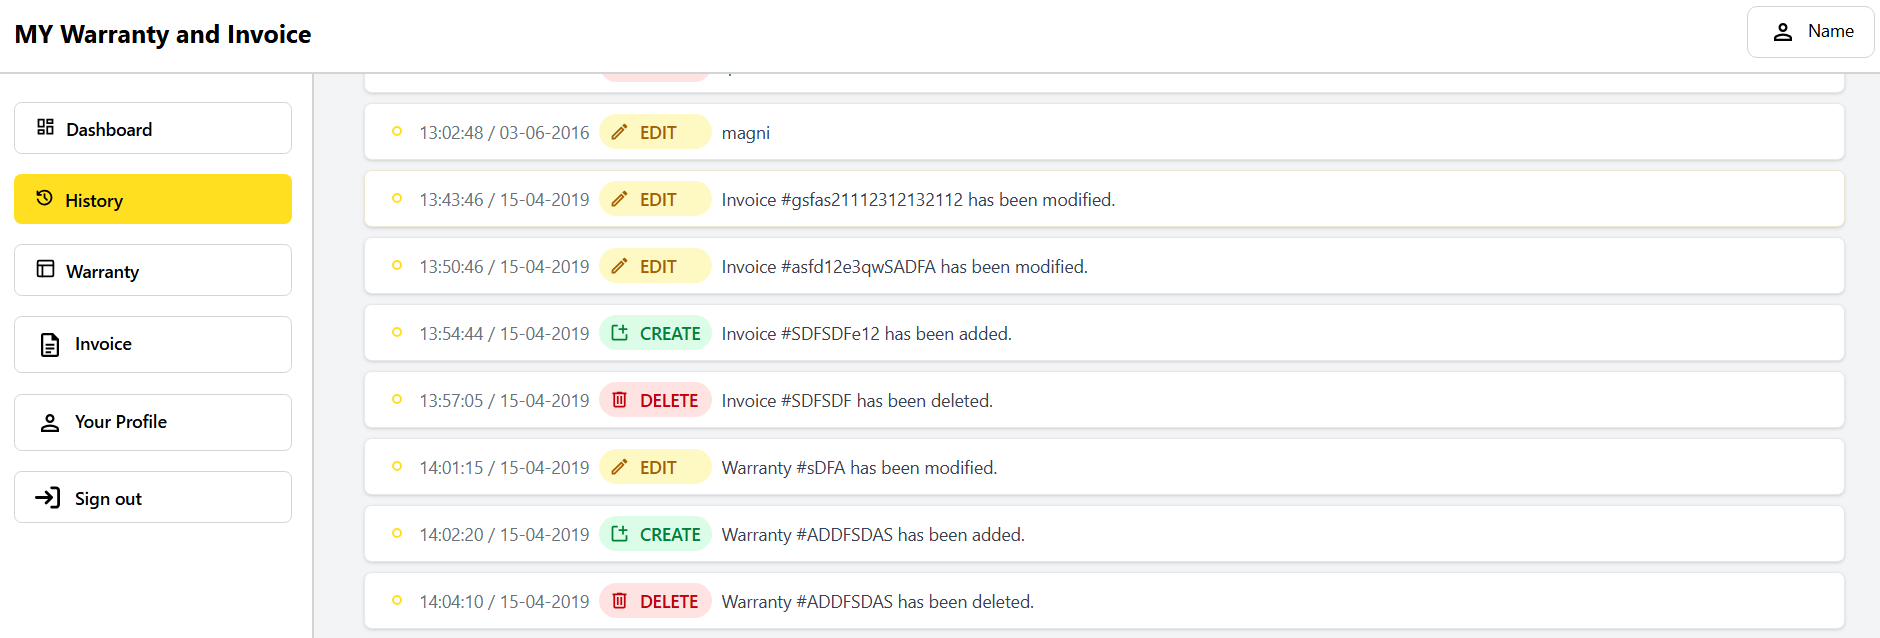 MY Warranty and Invoice
Name
Dashboard
History
Warranty
Invoice
Your Profile
Sign out
13:02:48 / 03-06-2016 EDIT magni
13:43:46 / 15-04-2019 EDIT Invoice #gsfas21112312132112 has been modified.
13:50:46 / 15-04-2019 EDIT Invoice #asfd12e3qwSADFA has been modified.
13:54:44 / 15-04-2019 CREATE Invoice #SDFSDFe12 has been added.
13:57:05 / 15-04-2019 DELETE Invoice #SDFSDF has been deleted.
14:01:15 / 15-04-2019 EDIT Warranty #sDFA has been modified.
14:02:20 / 15-04-2019 CREATE Warranty #ADDFSDAS has been added.
14:04:10 / 15-04-2019 DELETE Warranty #ADDFSDAS has been deleted.